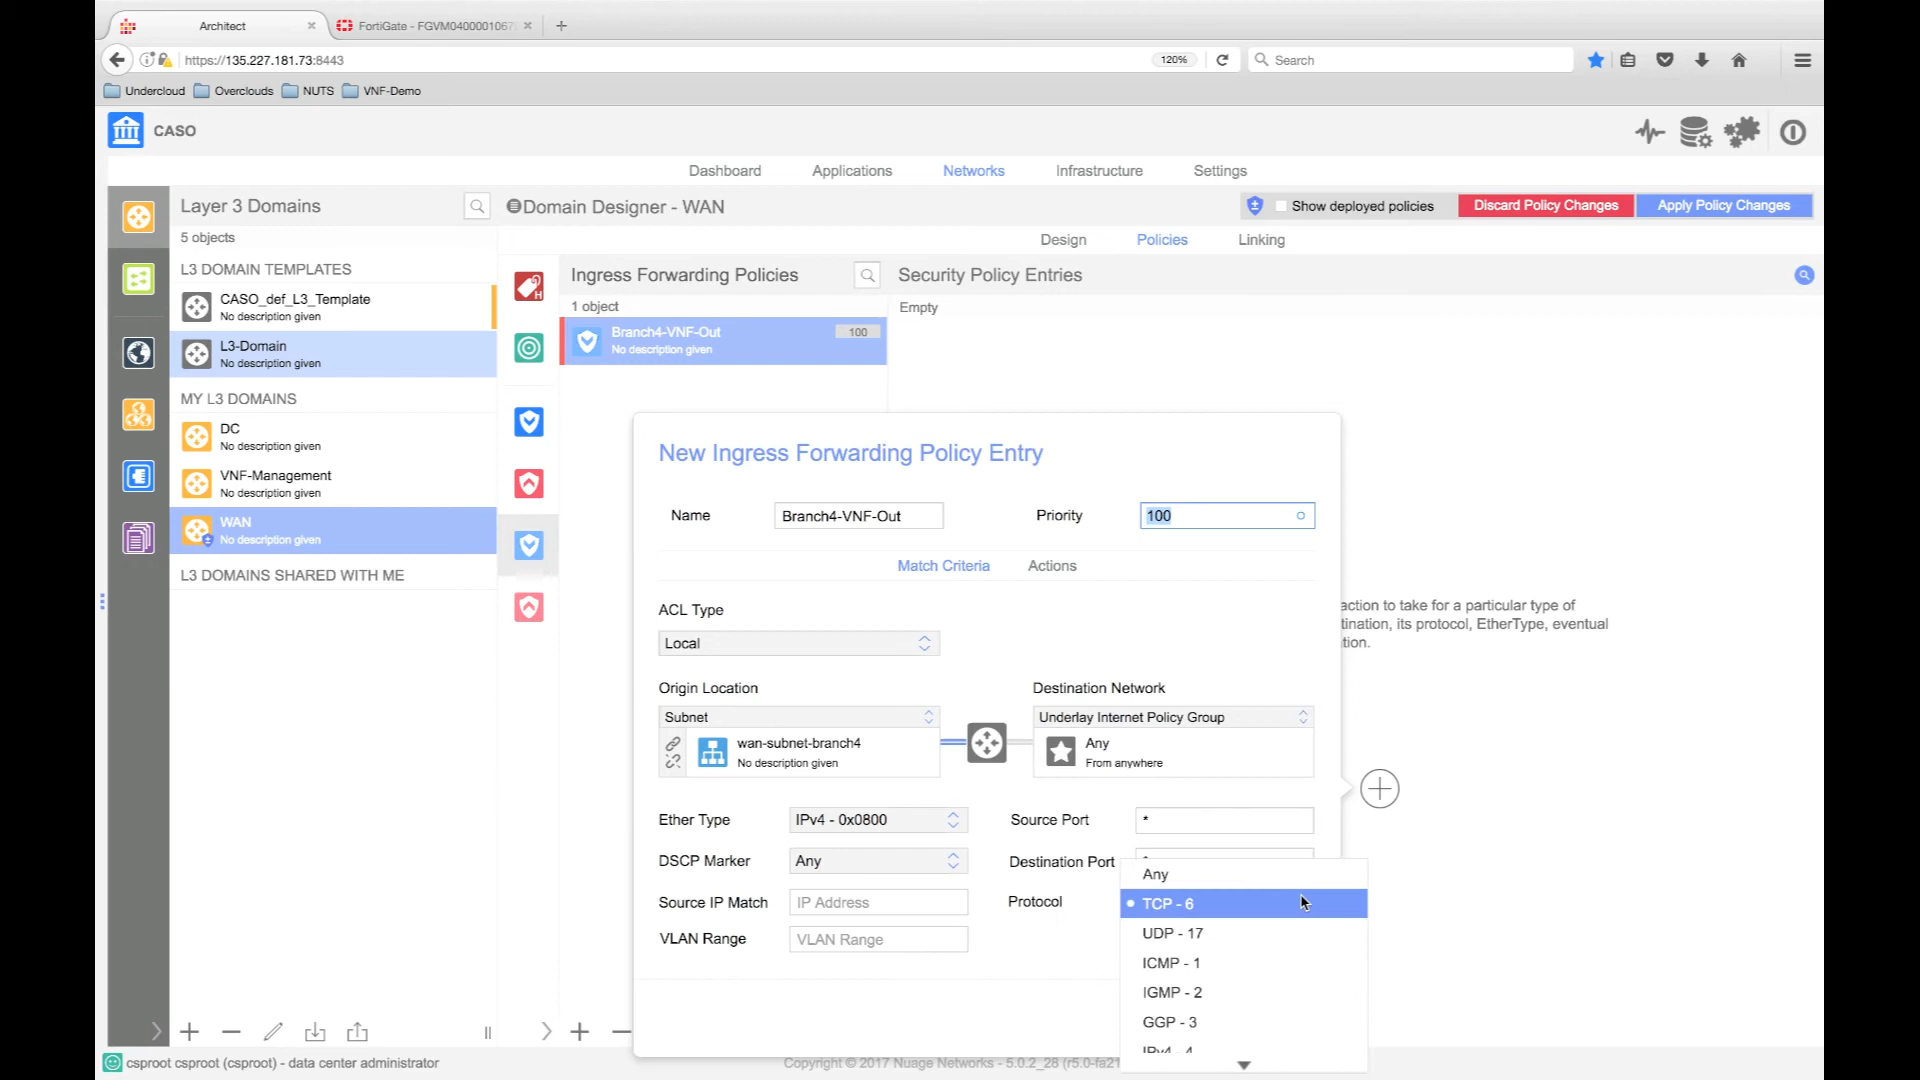 Architect
FortiGate - FGVM040000106
https://135.227.181.73:8443
120%
Search
Undercloud
Overclouds
NUTS
VNF-Demo
CASO
Dashboard
Applications
Networks
Infrastructure
Settings
Layer 3 Domains
5 objects
Domain Designer - WAN
Show deployed policies
Discard Policy Changes
Apply Policy Changes
Design
Policies
Linking
L3 DOMAIN TEMPLATES
CASO_def_L3_Template
No description given
L3-Domain
No description given
MY L3 DOMAINS
DC
No description given
VNF-Management
No description given
WAN
No description given
L3 DOMAINS SHARED WITH ME
Ingress Forwarding Policies
1 object
Branch4-VNF-Out
No description given
100
Security Policy Entries
Empty
action to take for a particular type of
tination, its protocol, EtherType, eventual
tion.
New Ingress Forwarding Policy Entry
Name
Branch4-VNF-Out
Priority
100
Match Criteria
Actions
ACL Type
Local
Origin Location
Destination Network
Subnet
Underlay Internet Policy Group
wan-subnet-branch4
No description given
Any
From anywhere
Ether Type
IPv4 - 0x0800
Source Port
*
DSCP Marker
Any
Destination Port
Source IP Match
IP Address
Protocol
VLAN Range
VLAN Range
Any
TCP - 6
UDP - 17
ICMP - 1
IGMP - 2
GGP - 3
IPv4 - 4
csproot csproot (csproot) - data center administrator
Copyright © 2017 Nuage Networks - 5.0.2_28 (r5.0-fa21